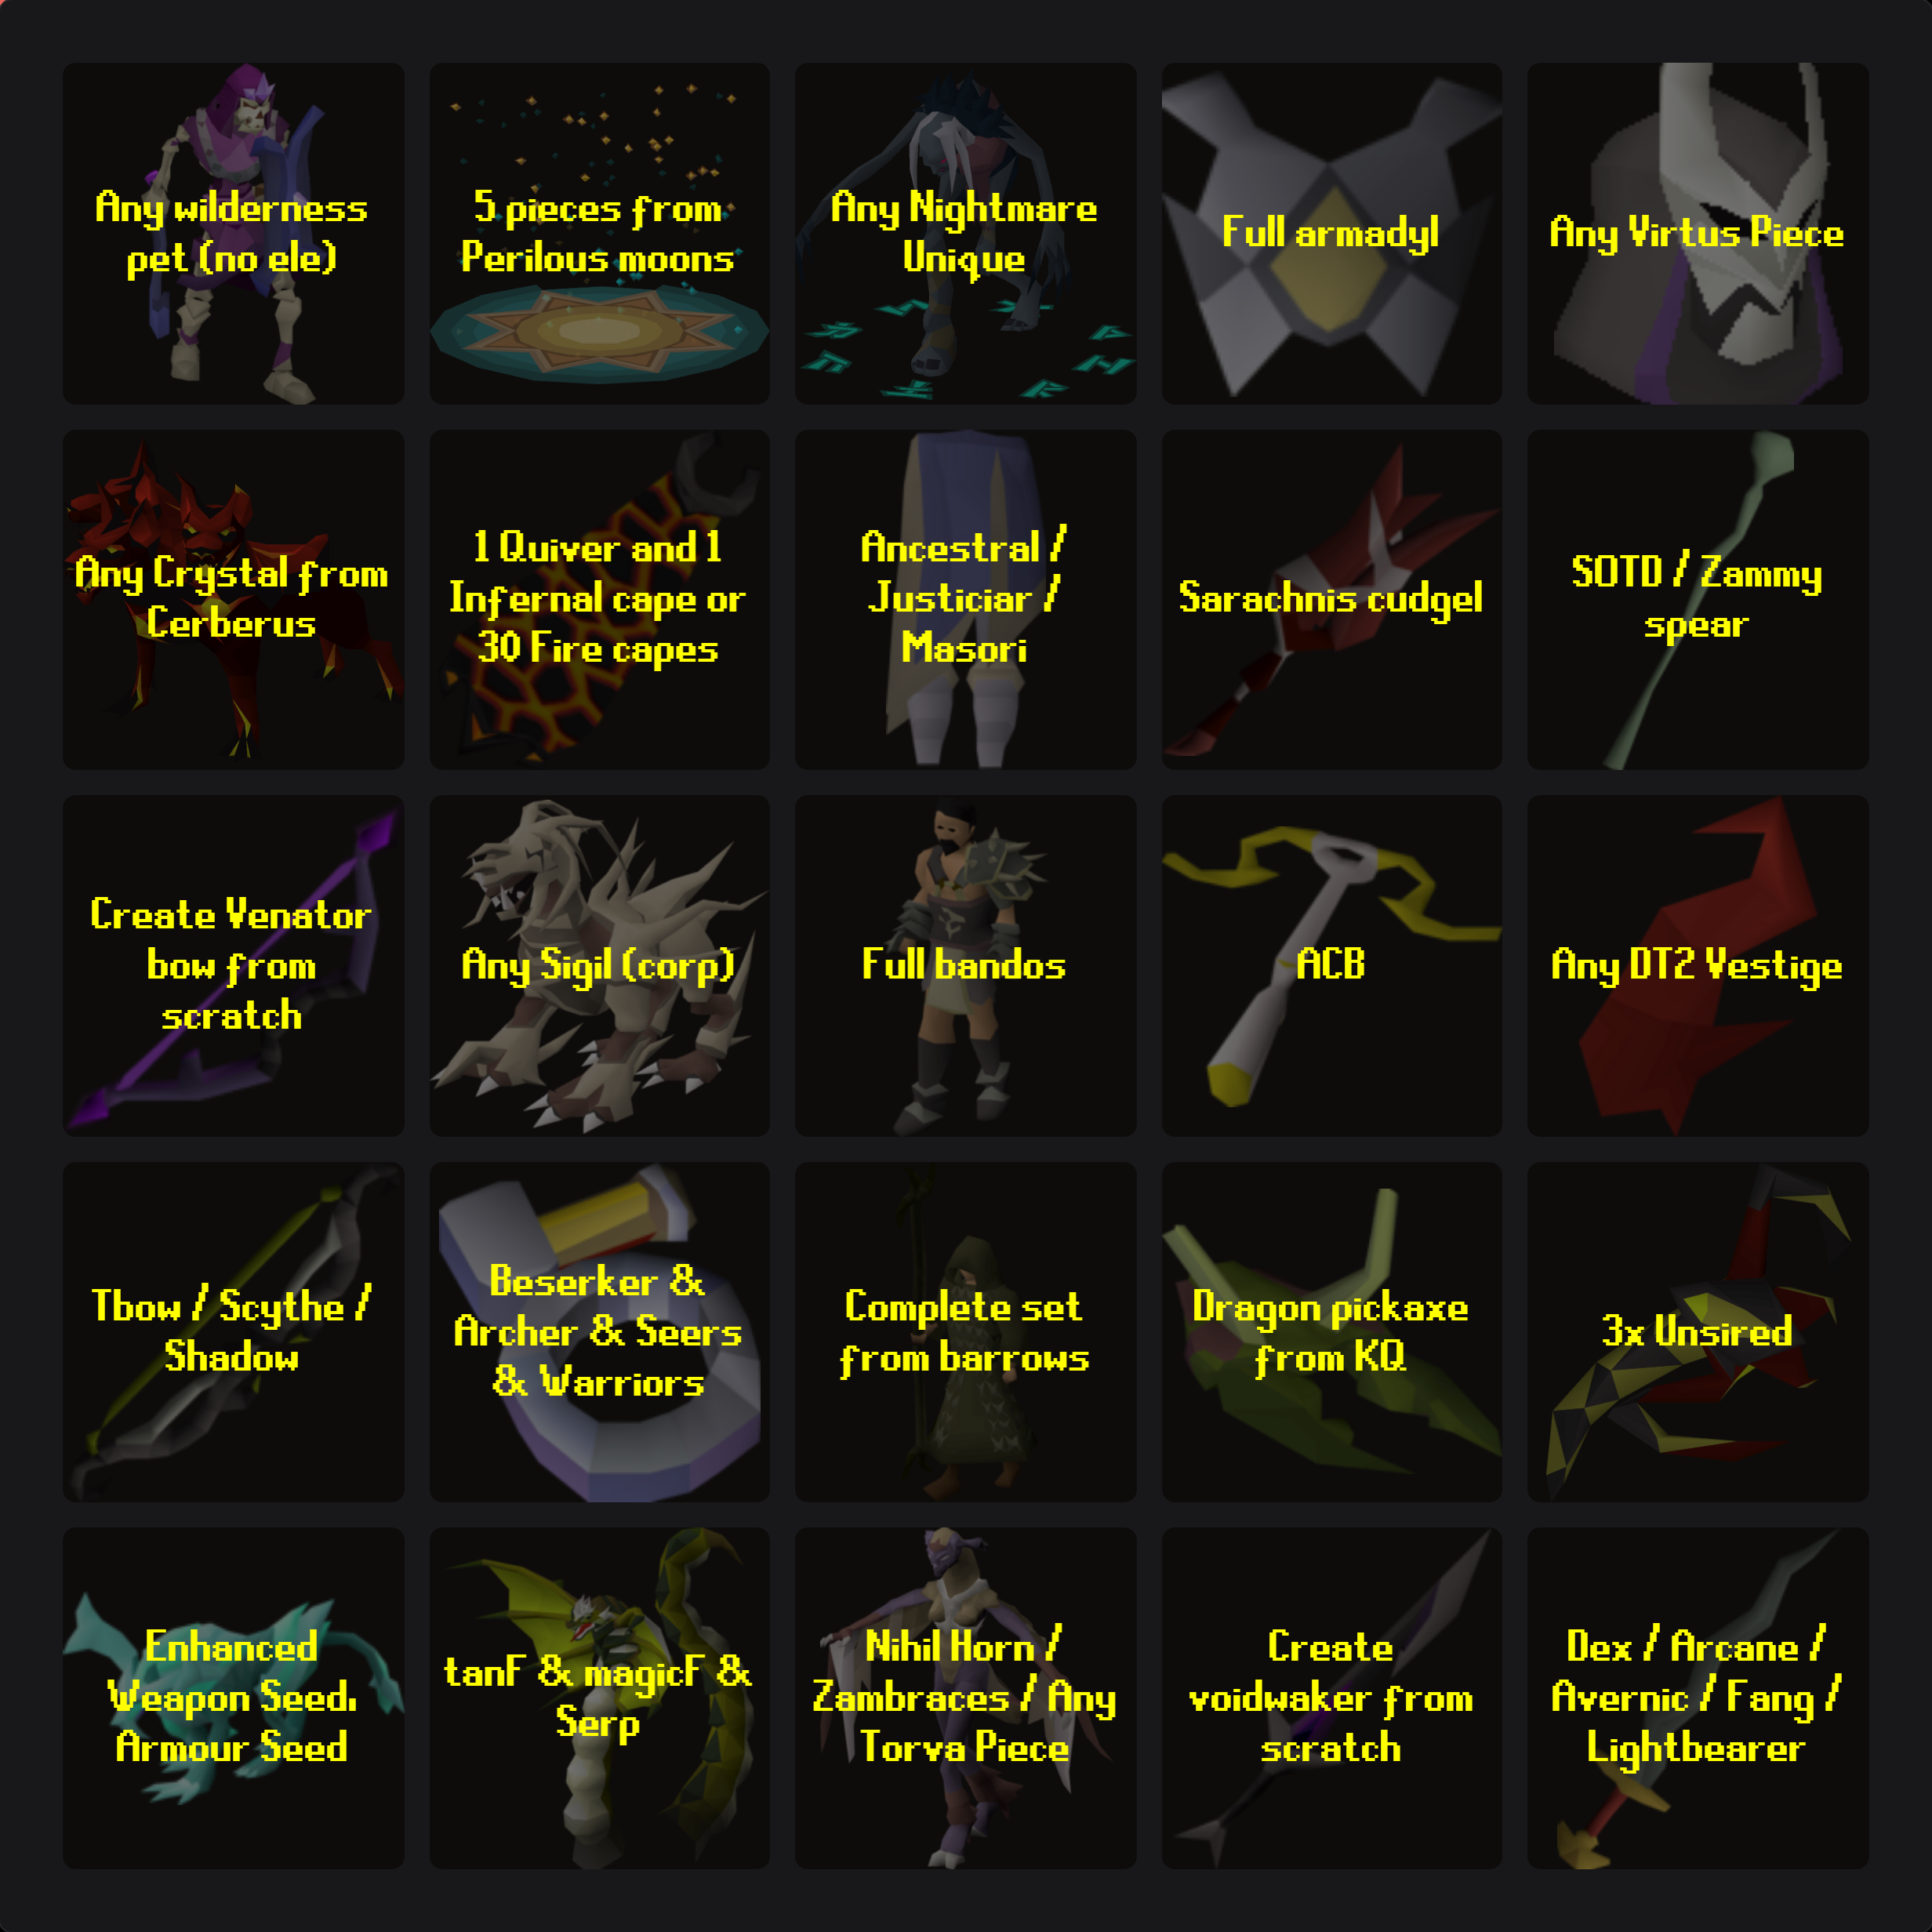 Any wilderness
pet (no ele)
5 pieces from
Perilous moons
Any Nightmare
Unique
Full armadyl
Any Virtus Piece
Any Crystal from
Cerberus
1 Quiver and 1
Infernal cape or
30 Fire capes
Ancestral /
Justiciar /
Masori
Sarachnis cudgel
SOTD / Zammy
spear
Create Venator
bow from
scratch
Any Sigil (corp)
Full bandos
ACB
Any DT2 Vestige
Tbow / Scythe /
Shadow
Beserker &
Archer & Seers
& Warriors
Complete set
from barrows
Dragon pickaxe
from KQ
3x Unsired
Enhanced
Weapon Seed,
Armour Seed
tanF & magicF &
Serp
Nihil Horn /
Zambraces / Any
Torva Piece
Create
voidwaker from
scratch
Dex / Arcane /
Avernic / Fang /
Lightbearer